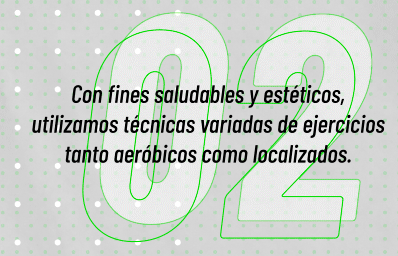 02
Con fines saludables y estéticos,
utilizamos técnicas variadas de ejercicios
tanto aeróbicos como localizados.